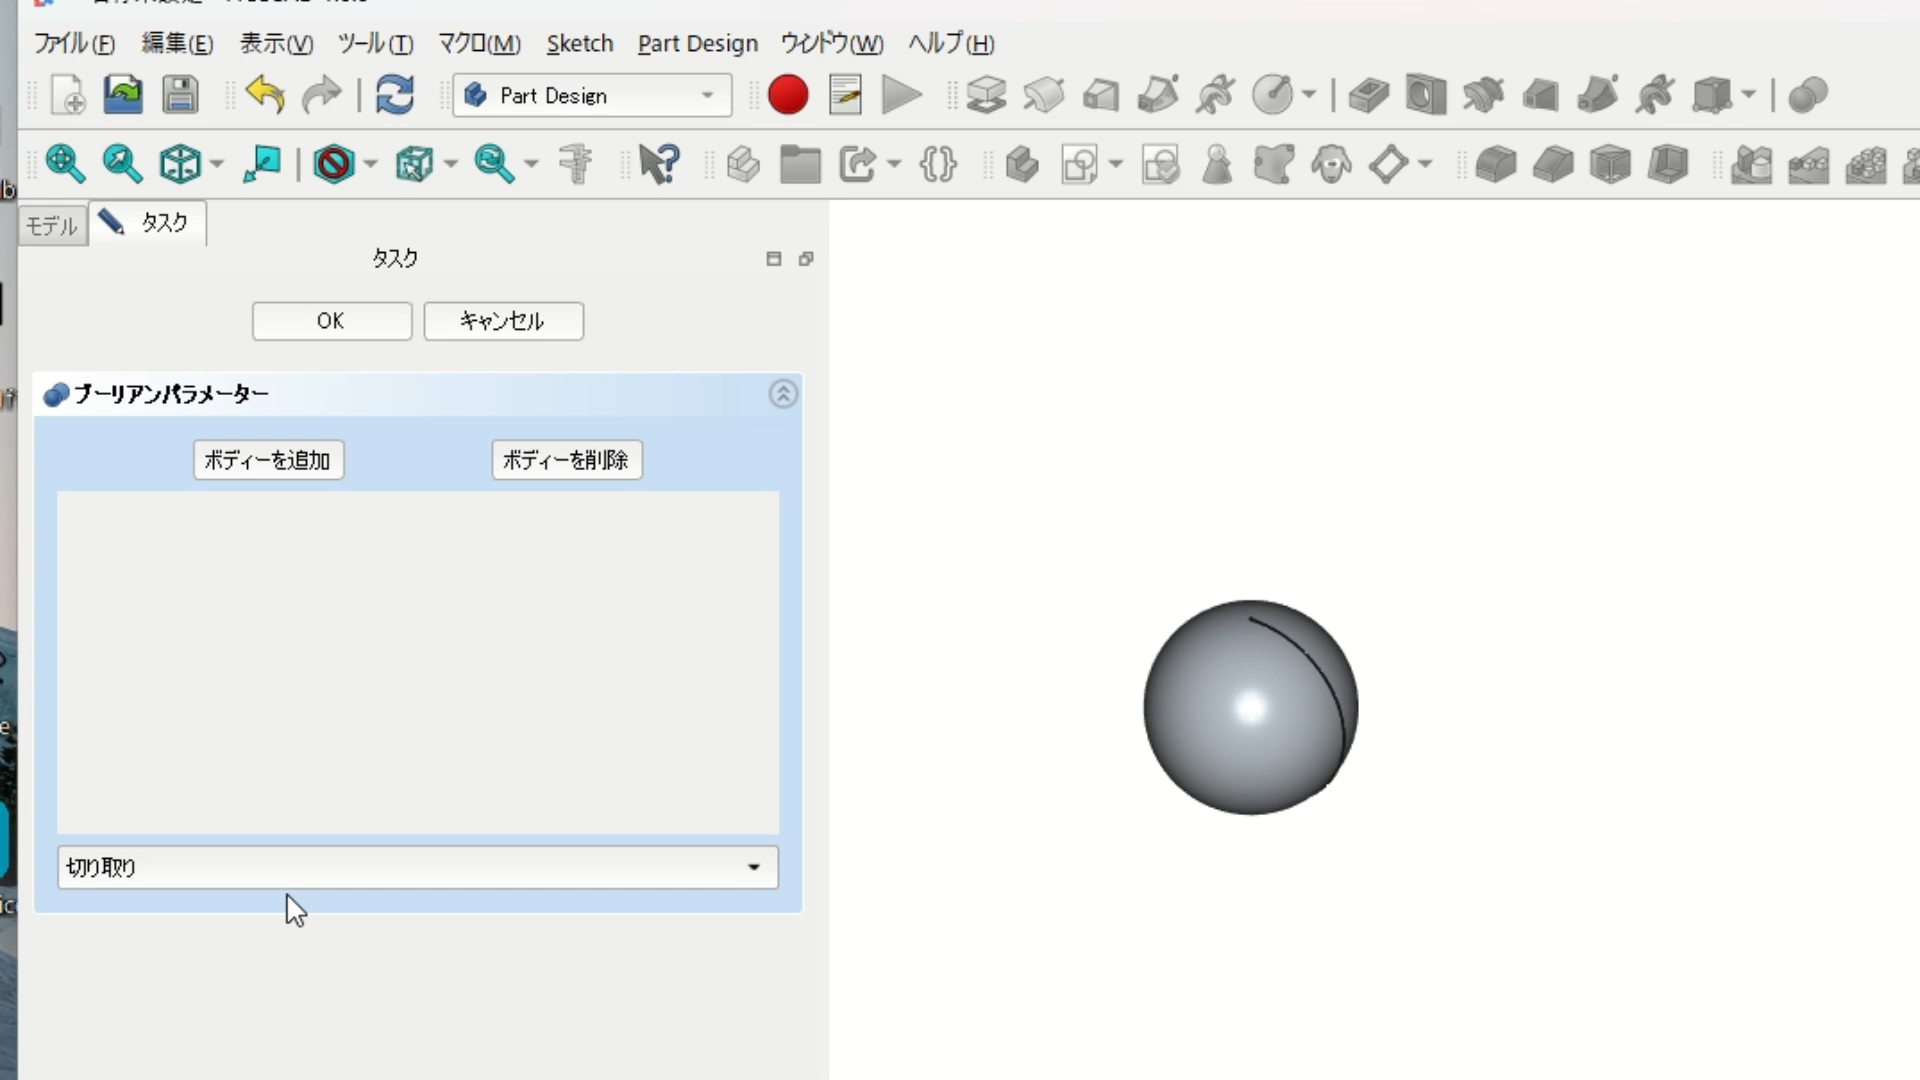 ファイル(F) 編集(E) 表示(V) ツール(T) マクロ(M) Sketch Part Design ウィンドウ(W) ヘルプ(H)
Part Design
モデル タスク
タスク
OK キャンセル
ブーリアンパラメーター
ボディーを追加 ボディーを削除
切り取り